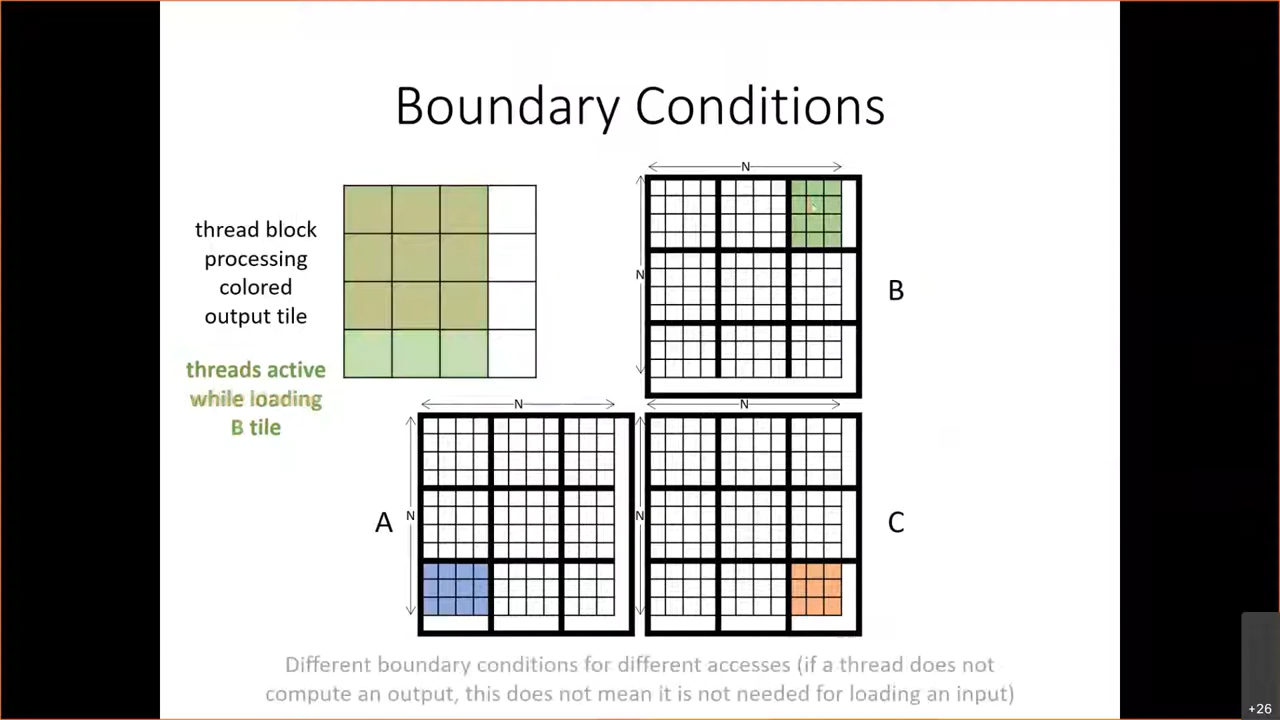 Boundary Conditions
thread block
processing
colored
output tile
threads active
while loading
B tile
N
N
B
N
N
A
N
N
C
Different boundary conditions for different accesses (if a thread does not
compute an output, this does not mean it is not needed for loading an input)
+26